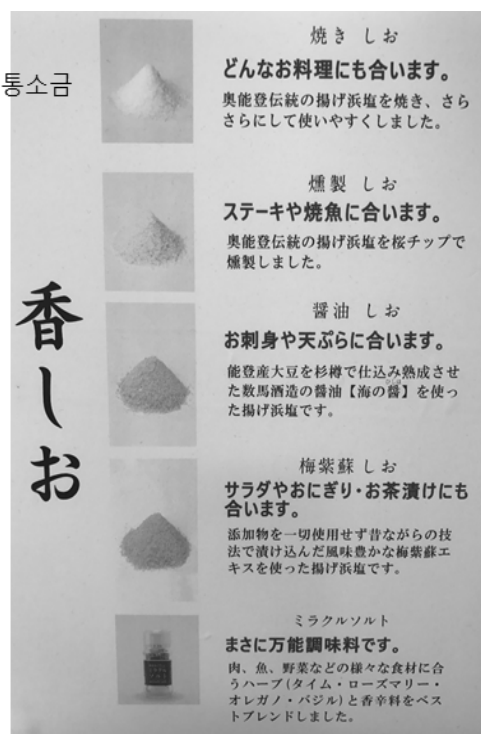 통소금
香しお
焼き しお
どんなお料理にも合います。
奥能登伝統の揚げ浜塩を焼き、さら
さらにして使いやすくしました。
燻製 しお
ステーキや焼魚に合います。
奥能登伝統の揚げ浜塩を桜チップで
燻製しました。
醤油 しお
お刺身や天ぷらに合います。
能登産大豆を杉樽で仕込み熟成させ
た数馬酒造の醤油【海の醤】を使っ
た揚げ浜塩です。
梅紫蘇 しお
サラダやおにぎり・お茶漬けにも
合います。
添加物を一切使用せず昔ながらの技
法で漬け込んだ風味豊かな梅紫蘇エ
キスを使った揚げ浜塩です。
ミラクルソルト
まさに万能調味料です。
肉、魚、野菜などの様々な食材に合
うハーブ(タイム・ローズマリー・
オレガノ・バジル)と香辛料をベス
トブレンドしました。